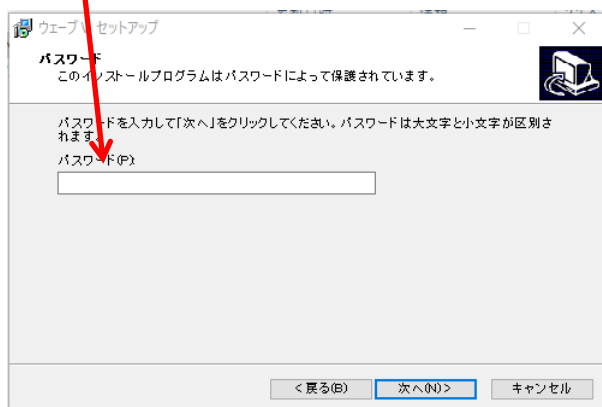 ウェーブV セットアップ
パスワード
このインストールプログラムはパスワードによって保護されています。
パスワードを入力して「次へ」をクリックしてください。パスワードは大文字と小文字が区別さ
れます。
パスワード(P):
< 戻る(B)
次へ(N) >
キャンセル